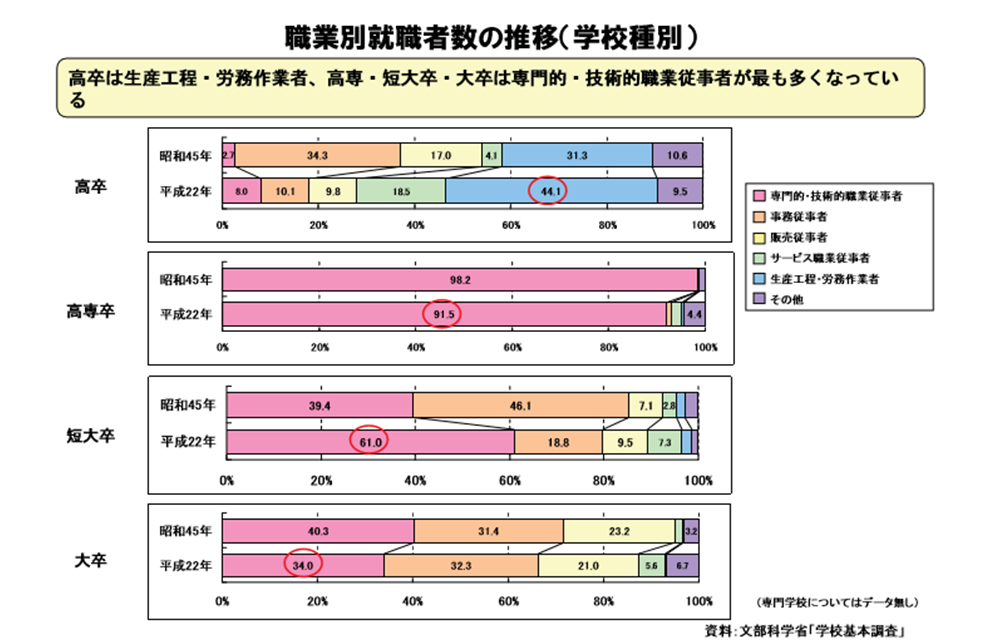 職業別就職者数の推移(学校種別)
高卒は生産工程・労務作業者、高専・短大卒・大卒は専門的・技術的職業従事者が最も多くなってい
る
高卒
昭和45年 2.7 34.3 17.0 4.1 31.3 10.6
平成22年 8.0 10.1 9.8 18.5 44.1 9.5
0% 20% 40% 60% 80% 100%
専門的・技術的職業従事者
事務従事者
販売従事者
サービス職業従事者
生産工程・労務作業者
その他
高専卒
昭和45年 98.2
平成22年 91.5 4.4
0% 20% 40% 60% 80% 100%
短大卒
昭和45年 39.4 46.1 7.1 2.8
平成22年 61.0 18.8 9.5 7.3
0% 20% 40% 60% 80% 100%
大卒
昭和45年 40.3 31.4 23.2 3.2
平成22年 34.0 32.3 21.0 5.6 6.7
0% 20% 40% 60% 80% 100%
(専門学校についてはデータ無し)
資料:文部科学省「学校基本調査」